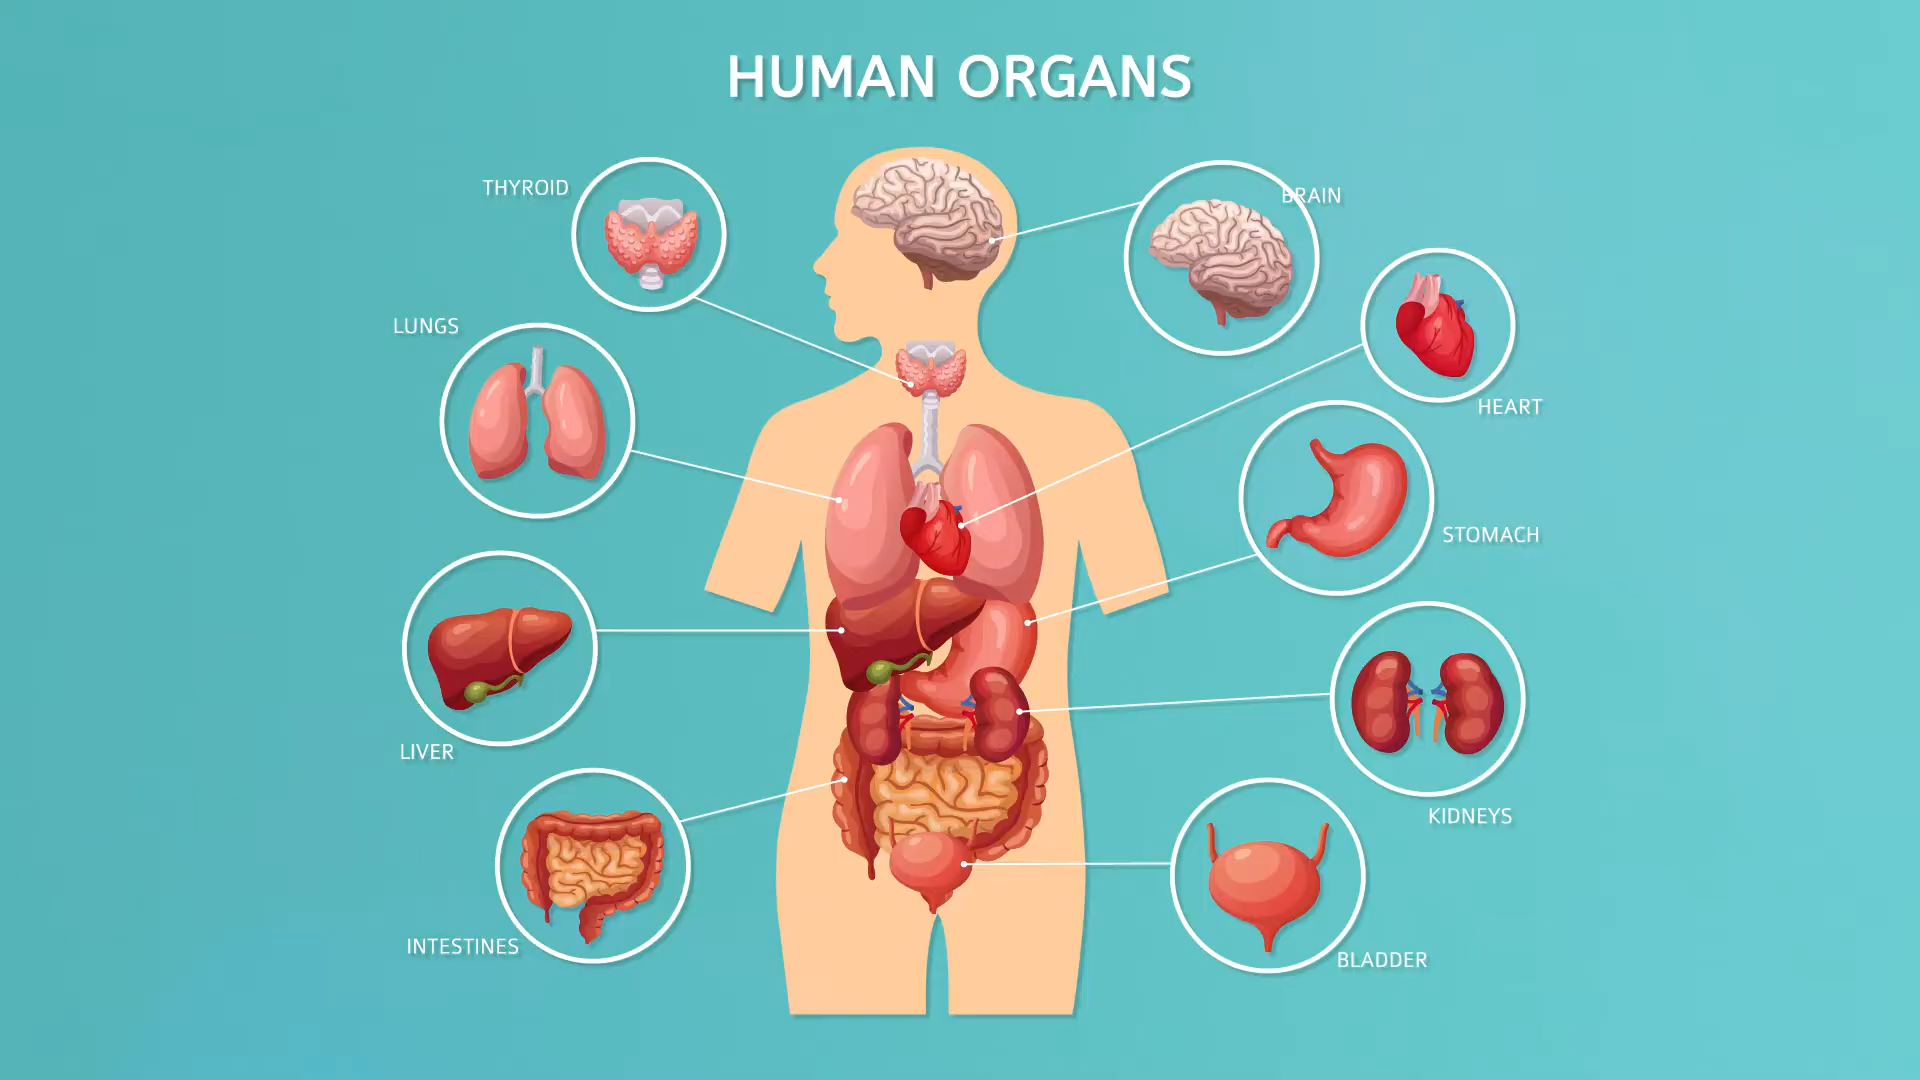 HUMAN ORGANS
THYROID
BRAIN
LUNGS
HEART
STOMACH
LIVER
KIDNEYS
INTESTINES
BLADDER